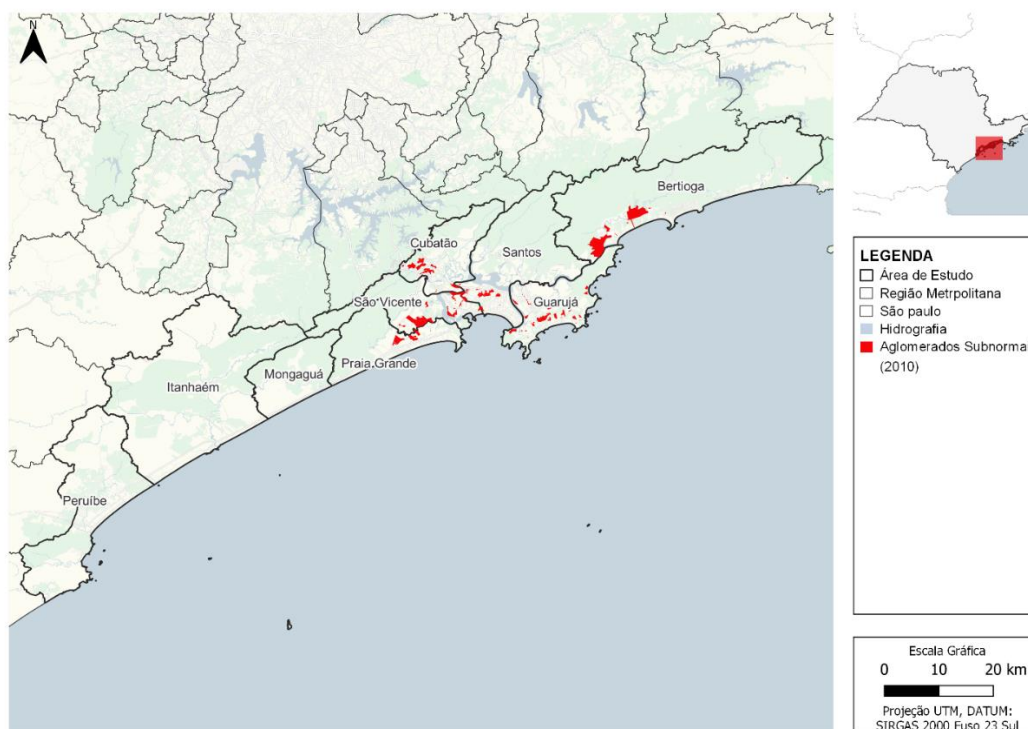 N
Bertioga
Cubatão
Santos
São Vicente
Guarujá
Praia Grande
Mongaguá
Itanhaém
Peruíbe
LEGENDA
Área de Estudo
Região Metrpolitana
São paulo
Hidrografia
Aglomerados Subnorma
(2010)
Escala Gráfica
0 10 20 km
Projeção UTM, DATUM:
SIRGAS 2000 Fuso 23 Sul